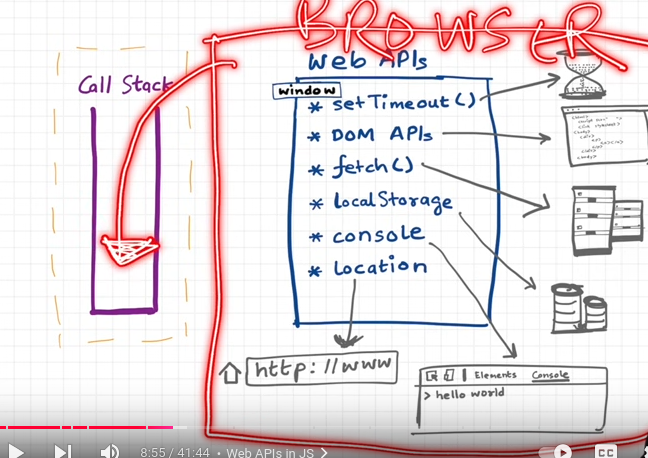 BROWSER
Web APIs
Call Stack
window
* setTimeout()
* DOM APIs
* fetch()
* localStorage
* console
* location
http://www
Elements Console
> hello world
8:55 / 41:44 • Web APIs in JS >
CC